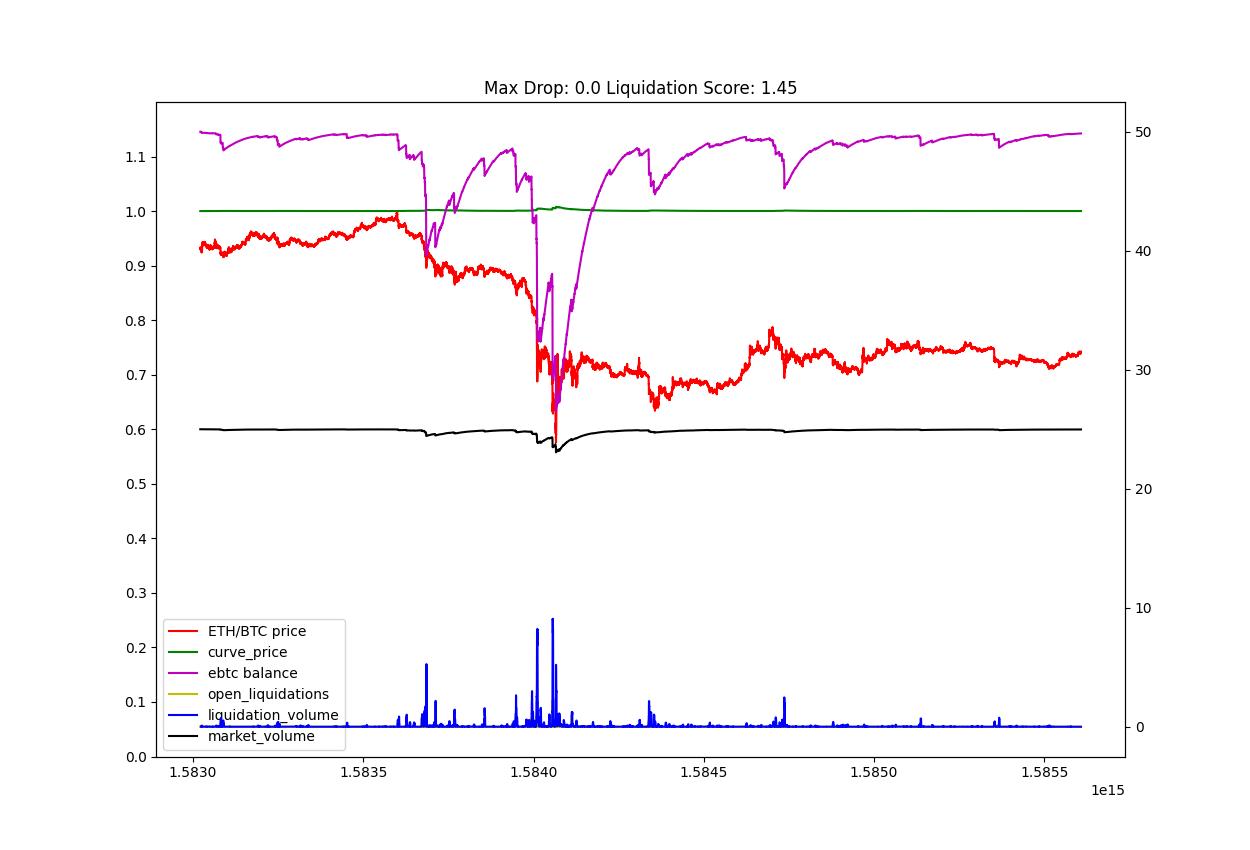 Max Drop: 0.0 Liquidation Score: 1.45
1.1
1.0
0.9
0.8
0.7
0.6
0.5
0.4
0.3
0.2
0.1
0.0
50
40
30
20
10
0
ETH/BTC price
curve_price
ebtc balance
open_liquidations
liquidation_volume
market_volume
1.5830 1.5835 1.5840 1.5845 1.5850 1.5855
1e15